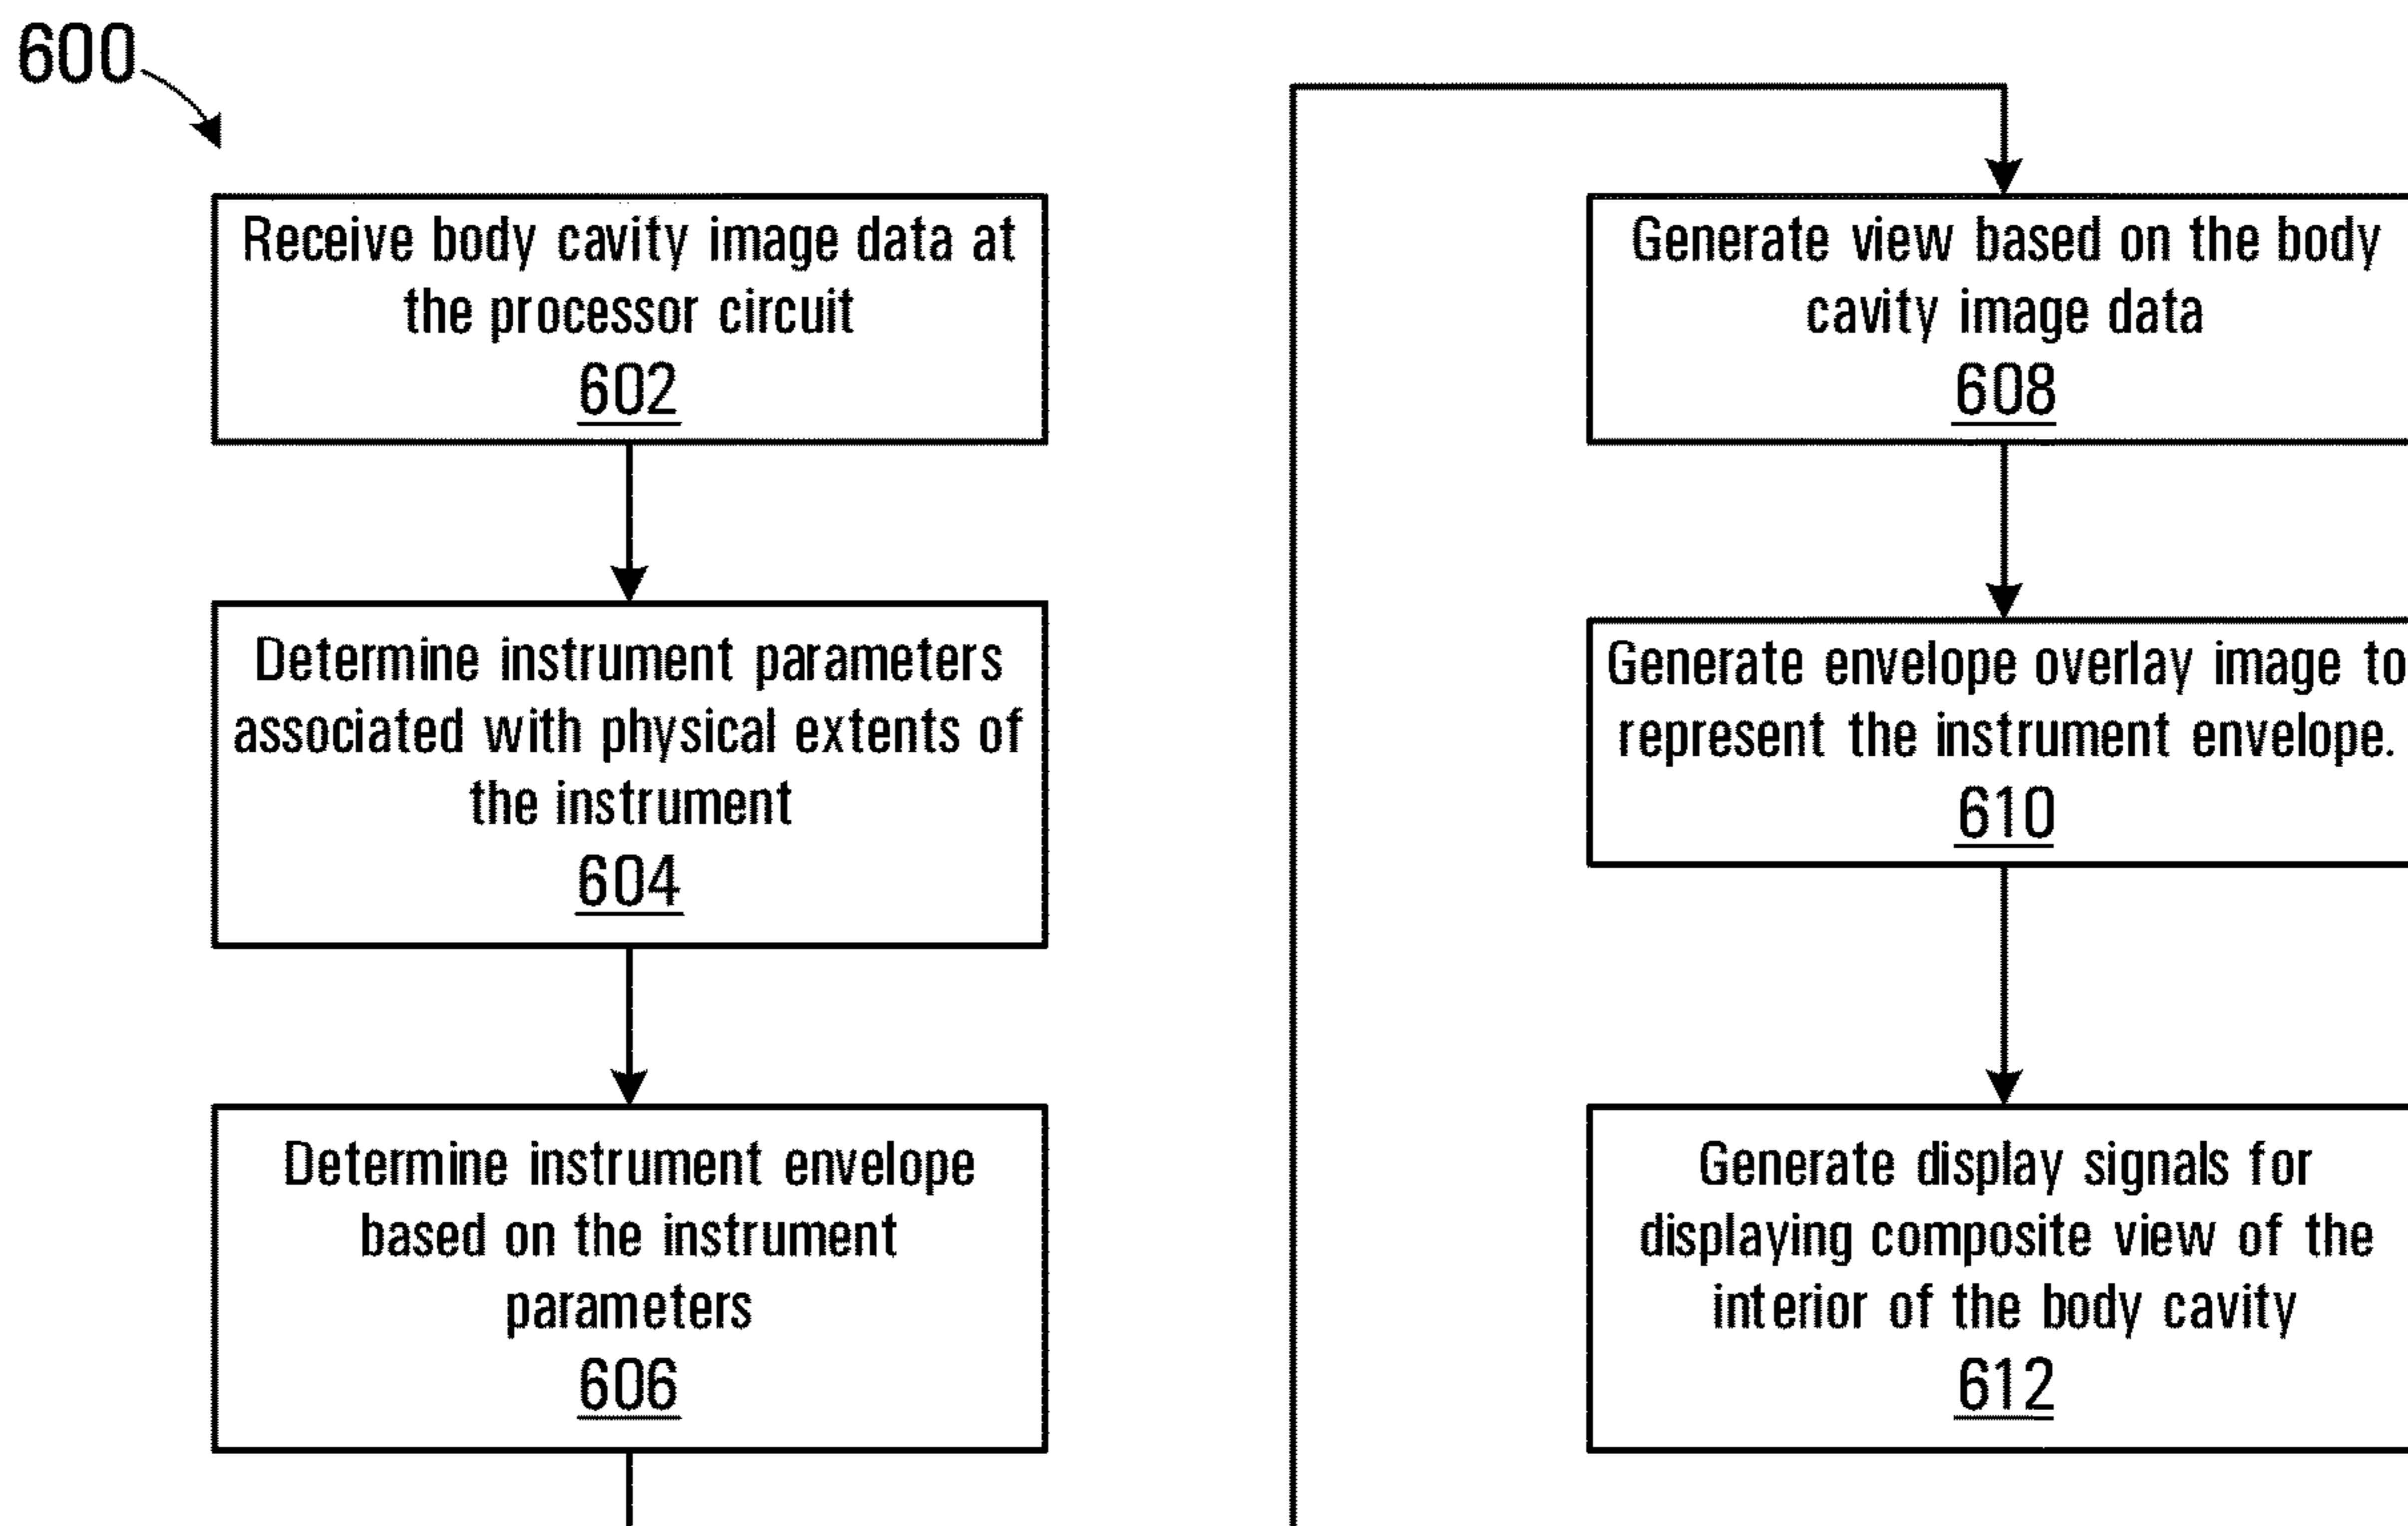 600
Receive body cavity image data at
the processor circuit
602
Determine instrument parameters
associated with physical extents of
the instrument
604
Determine instrument envelope
based on the instrument
parameters
606
Generate view based on the body
cavity image data
608
Generate envelope overlay image to
represent the instrument envelope.
610
Generate display signals for
displaying composite view of the
interior of the body cavity
612